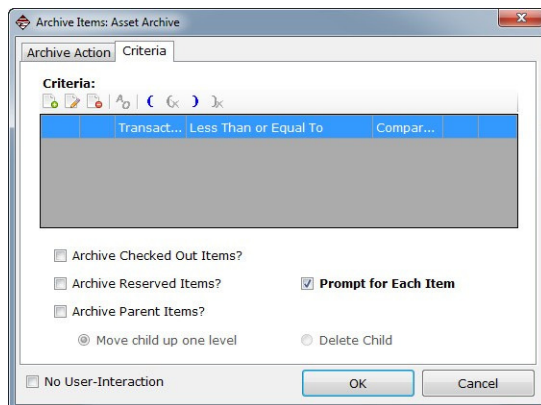 Archive Items: Asset Archive
Archive Action Criteria
Criteria:
Transact... Less Than or Equal To Compar...
Archive Checked Out Items?
Archive Reserved Items? Prompt for Each Item
Archive Parent Items?
Move child up one level Delete Child
No User-Interaction OK Cancel